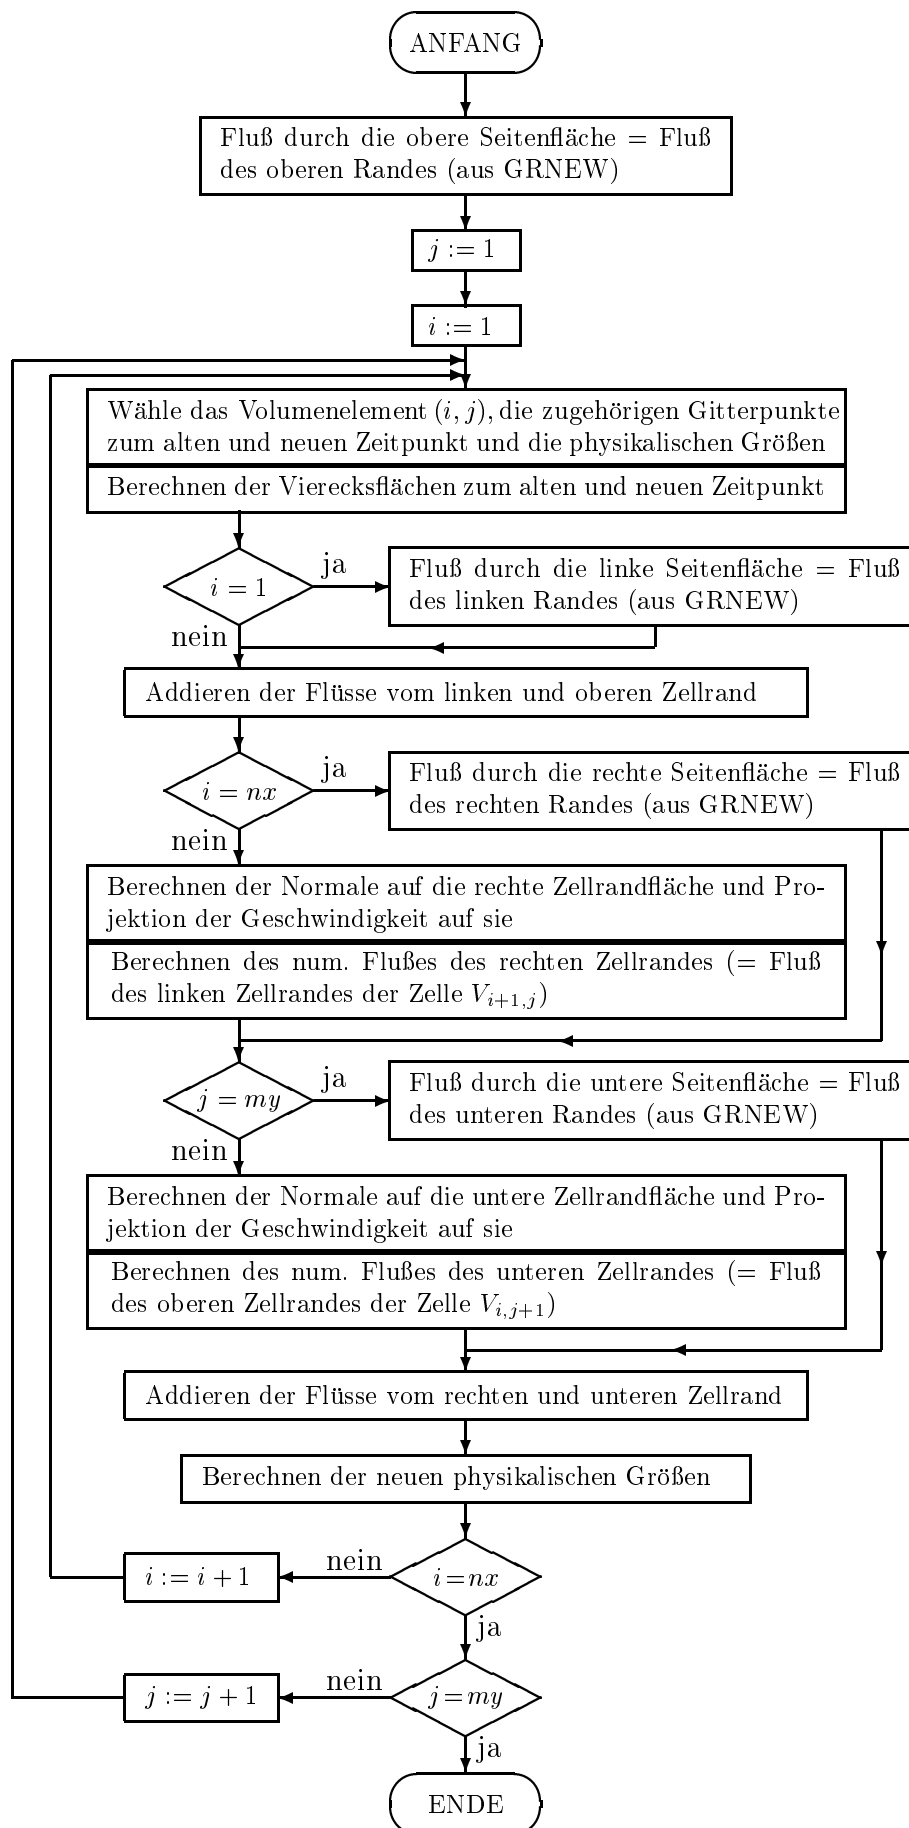 ANFANG
Fluß durch die obere Seitenfläche = Fluß
des oberen Randes (aus GRNEW)
j := 1
i := 1
Wähle das Volumenelement (i, j), die zugehörigen Gitterpunkte
zum alten und neuen Zeitpunkt und die physikalischen Größen
Berechnen der Vierecksflächen zum alten und neuen Zeitpunkt
i = 1
ja
Fluß durch die linke Seitenfläche = Fluß
des linken Randes (aus GRNEW)
nein
Addieren der Flüsse vom linken und oberen Zellrand
i = nx
ja
Fluß durch die rechte Seitenfläche = Fluß
des rechten Randes (aus GRNEW)
nein
Berechnen der Normale auf die rechte Zellrandfläche und Pro-
jektion der Geschwindigkeit auf sie
Berechnen des num. Flußes des rechten Zellrandes (= Fluß
des linken Zellrandes der Zelle V_{i+1,j})
j = my
ja
Fluß durch die untere Seitenfläche = Fluß
des unteren Randes (aus GRNEW)
nein
Berechnen der Normale auf die untere Zellrandfläche und Pro-
jektion der Geschwindigkeit auf sie
Berechnen des num. Flußes des unteren Zellrandes (= Fluß
des oberen Zellrandes der Zelle V_{i,j+1})
Addieren der Flüsse vom rechten und unteren Zellrand
Berechnen der neuen physikalischen Größen
i = nx
nein
i := i + 1
ja
j = my
nein
j := j + 1
ja
ENDE